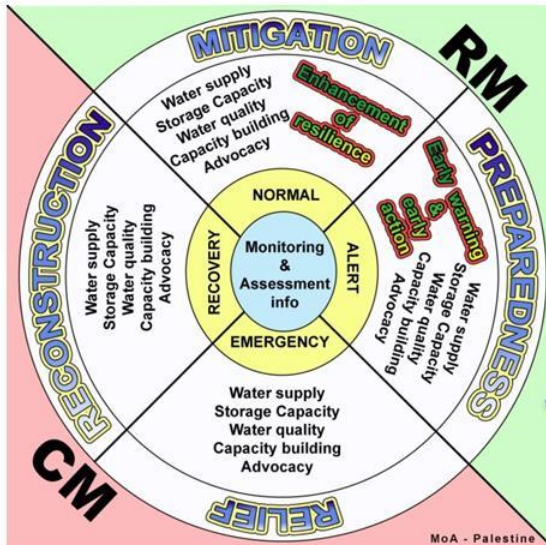 MITIGATION
RM
Water supply
Storage Capacity
Water quality
Capacity building
Advocacy
Enhancement
of
resilience
PREPAREDNESS
Early warning
&
early
action
Water supply
Storage Capacity
Water quality
Capacity building
Advocacy
RECONSTRUCTION
Water supply
Storage Capacity
Water quality
Capacity building
Advocacy
NORMAL
RECOVERY
Monitoring
&
Assessment
info
ALERT
EMERGENCY
Water supply
Storage Capacity
Water quality
Capacity building
Advocacy
CM
RELIEF
MoA - Palestine